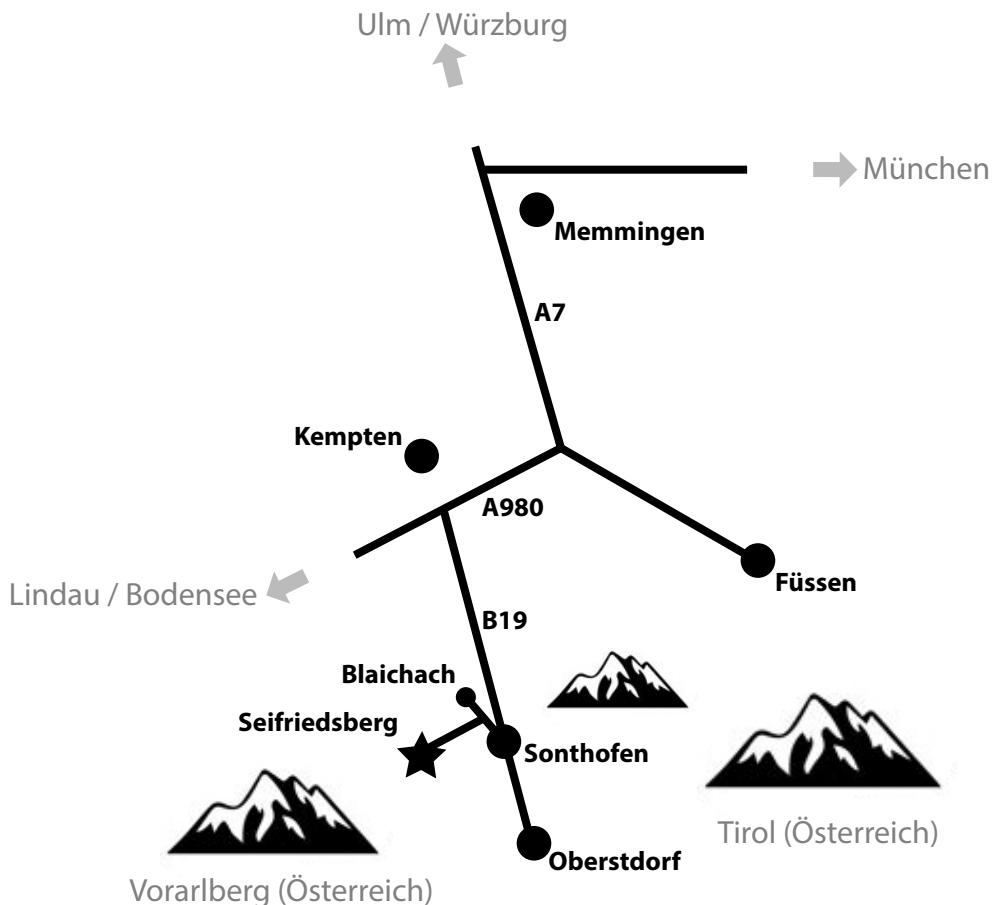 Ulm / Würzburg
München
Memmingen
A7
Kempten
A980
Füssen
Lindau / Bodensee
B19
Blaichach
Seifriedsberg
Sonthofen
Tirol (Österreich)
Oberstdorf
Vorarlberg (Österreich)